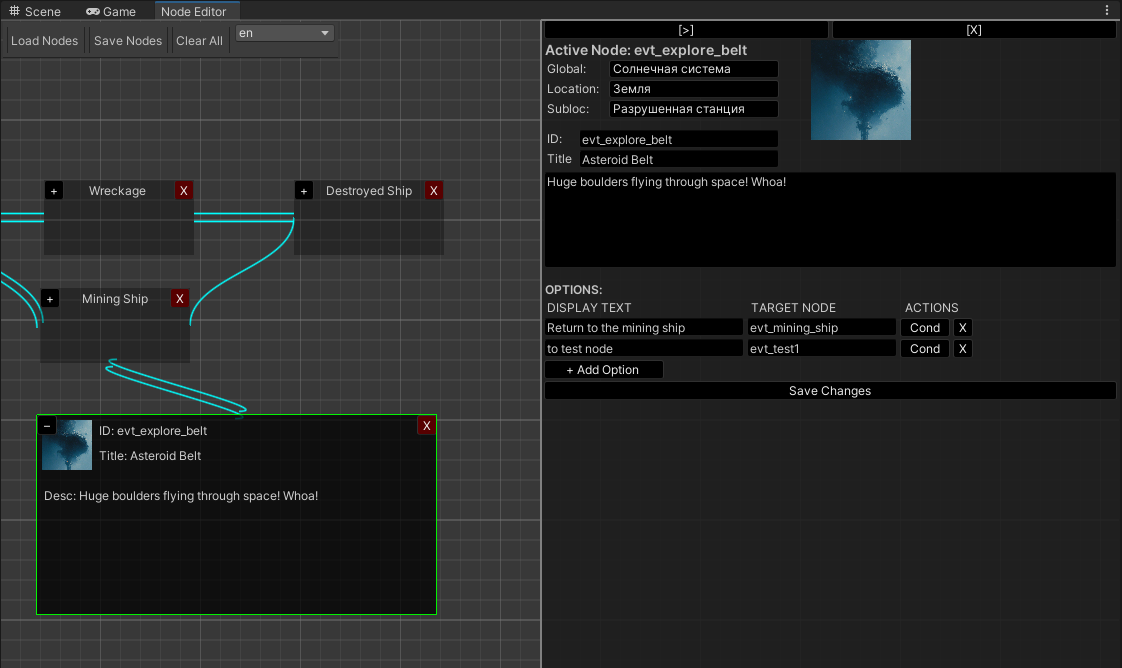 Scene Game Node Editor
Load Nodes Save Nodes Clear All en
[>] [X]
Active Node: evt_explore_belt
Global: Солнечная система
Location: Земля
Subloc: Разрушенная станция
ID: evt_explore_belt
Title Asteroid Belt
Huge boulders flying through space! Whoa!
OPTIONS:
DISPLAY TEXT TARGET NODE ACTIONS
Return to the mining ship evt_mining_ship Cond X
to test node evt_test1 Cond X
+ Add Option
Save Changes
+ Wreckage X
+ Destroyed Ship X
+ Mining Ship X
− X
ID: evt_explore_belt
Title: Asteroid Belt
Desc: Huge boulders flying through space! Whoa!